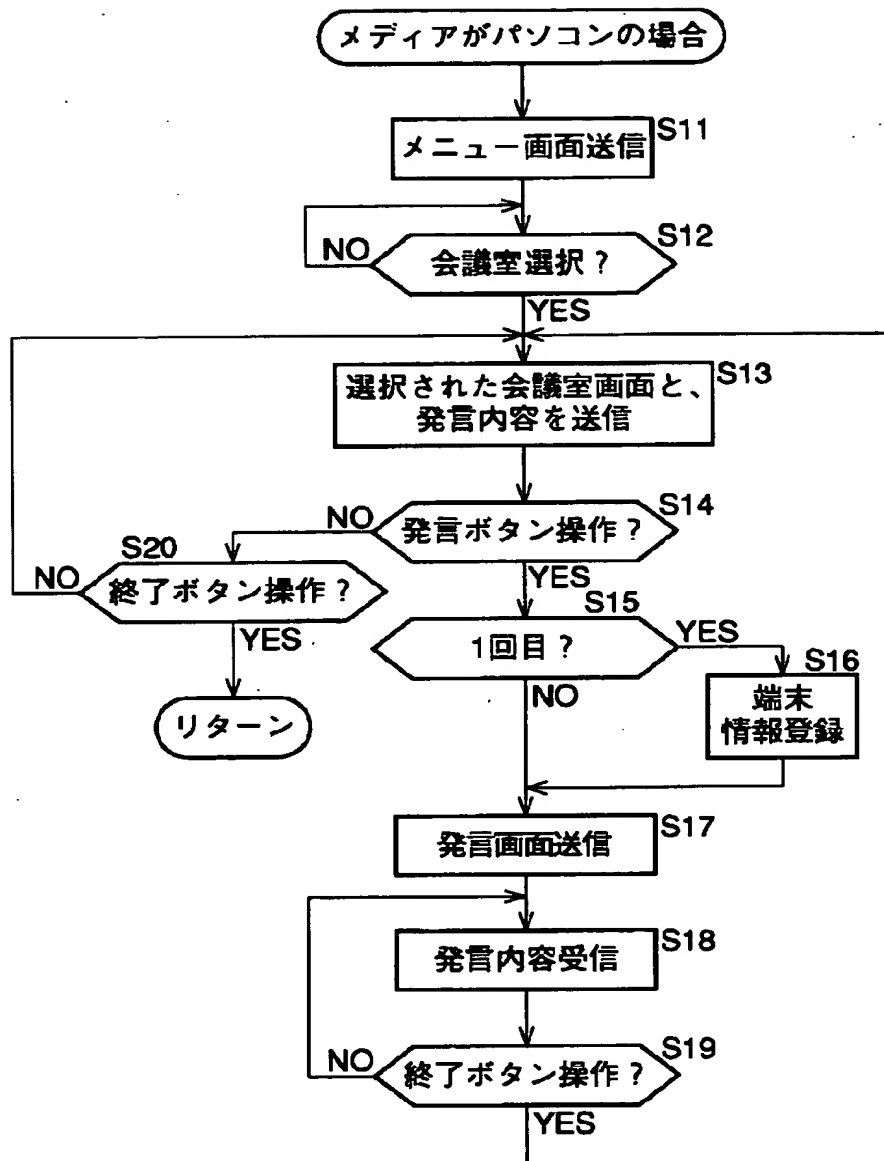 メディアがパソコンの場合
S11
メニュー画面送信
S12
NO
会議室選択?
YES
S13
選択された会議室画面と、
発言内容を送信
S14
NO
発言ボタン操作?
YES
S20
NO
終了ボタン操作?
YES
リターン
S15
1回目?
YES
NO
S16
端末
情報登録
S17
発言画面送信
S18
発言内容受信
S19
NO
終了ボタン操作?
YES